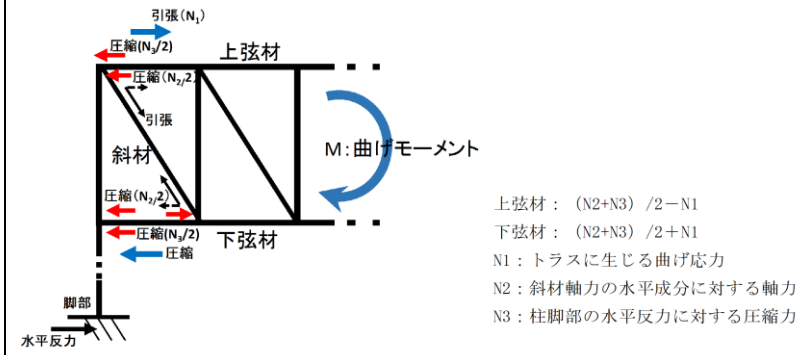 引張(N₁)
圧縮(N₃/2)
上弦材
圧縮(N₂/2)
引張
斜材
M:曲げモーメント
圧縮(N₂/2)
圧縮(N₃/2)
下弦材
圧縮
脚部
水平反力
上弦材：（N2+N3）/2－N1
下弦材：（N2+N3）/2＋N1
N1：トラスに生じる曲げ応力
N2：斜材軸力の水平成分に対する軸力
N3：柱脚部の水平反力に対する圧縮力